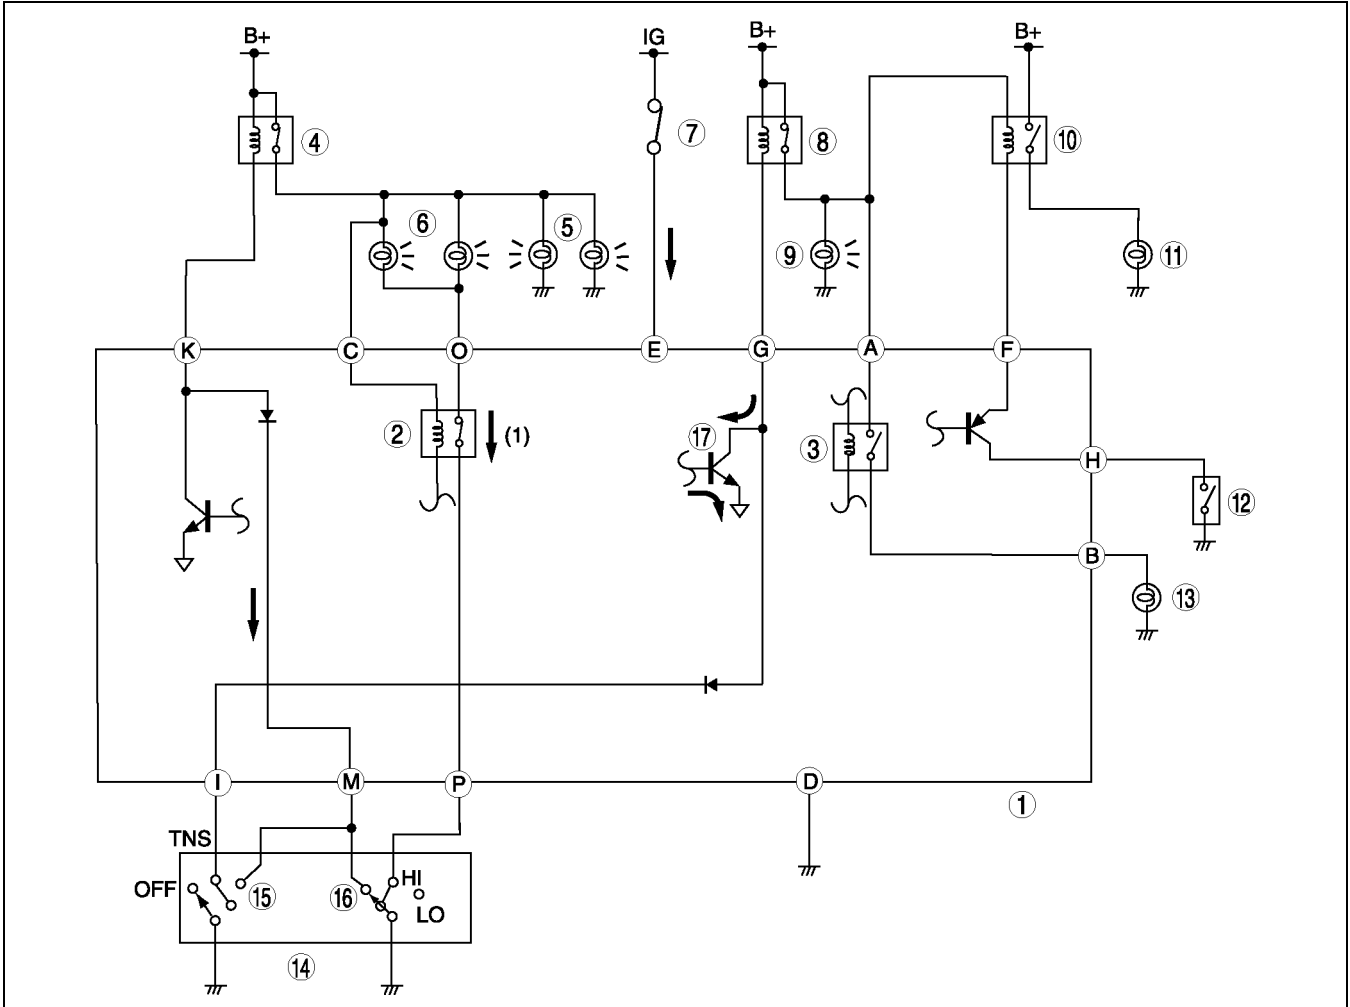 B+ IG B+ B+
4 7 8 10
6 5 9 11
K C O E G A F
2 (1) 17 3 H
12
B
13
I M P D
1
TNS
OFF 15 16 HI
LO
14